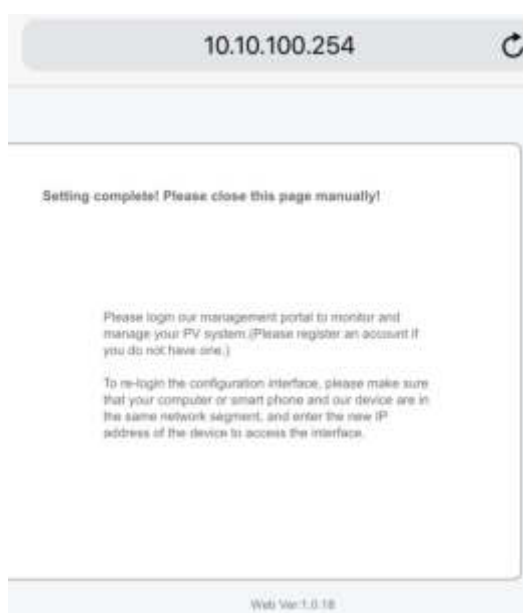 10.10.100.254
Setting complete! Please close this page manually!
Please login our management portal to monitor and
manage your PV system.(Please register an account if
you do not have one.)
To re-login the configuration interface, please make sure
that your computer or smart phone and our device are in
the same network segment, and enter the new IP
address of the device to access the interface.
Web Ver:1.0.18